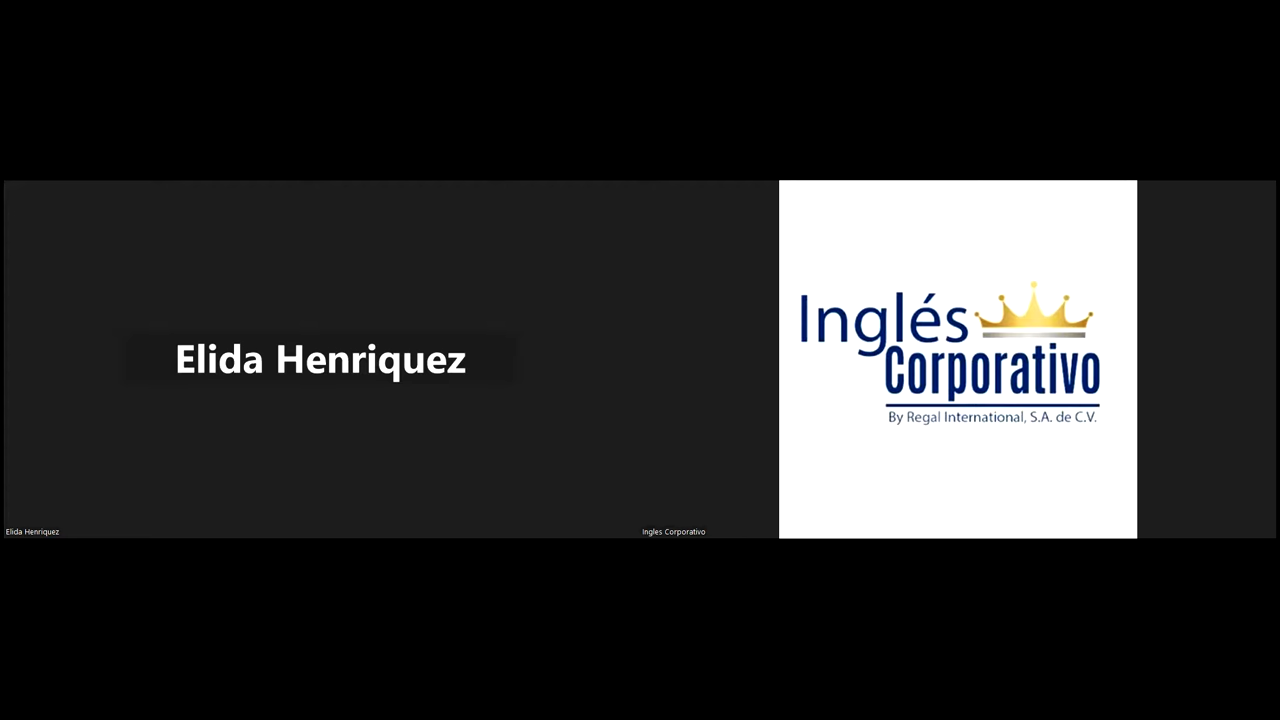 Elida Henriquez
Inglés
Corporativo
By Regal International, S.A. de C.V.
Elida Henriquez
Ingles Corporativo